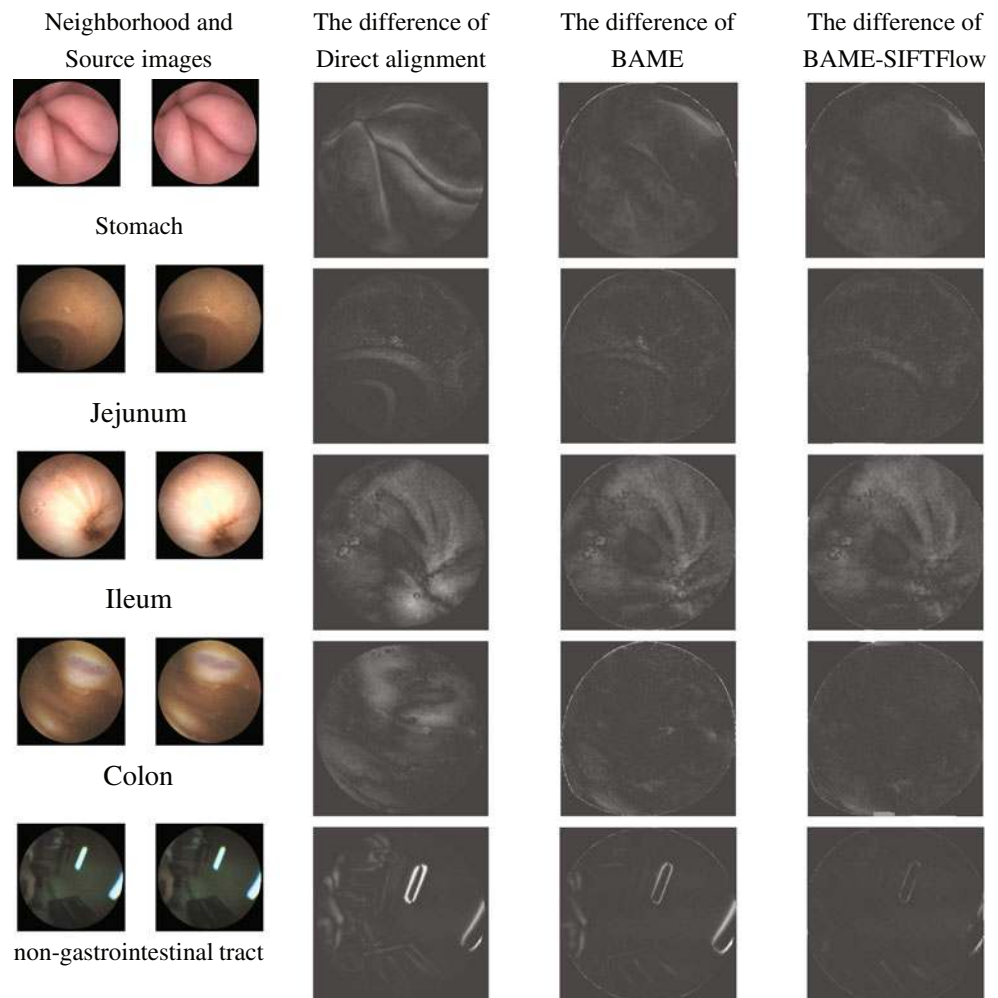 Neighborhood and
Source images
The difference of
Direct alignment
The difference of
BAME
The difference of
BAME-SIFTFlow
Stomach
Jejunum
Ileum
Colon
non-gastrointestinal tract